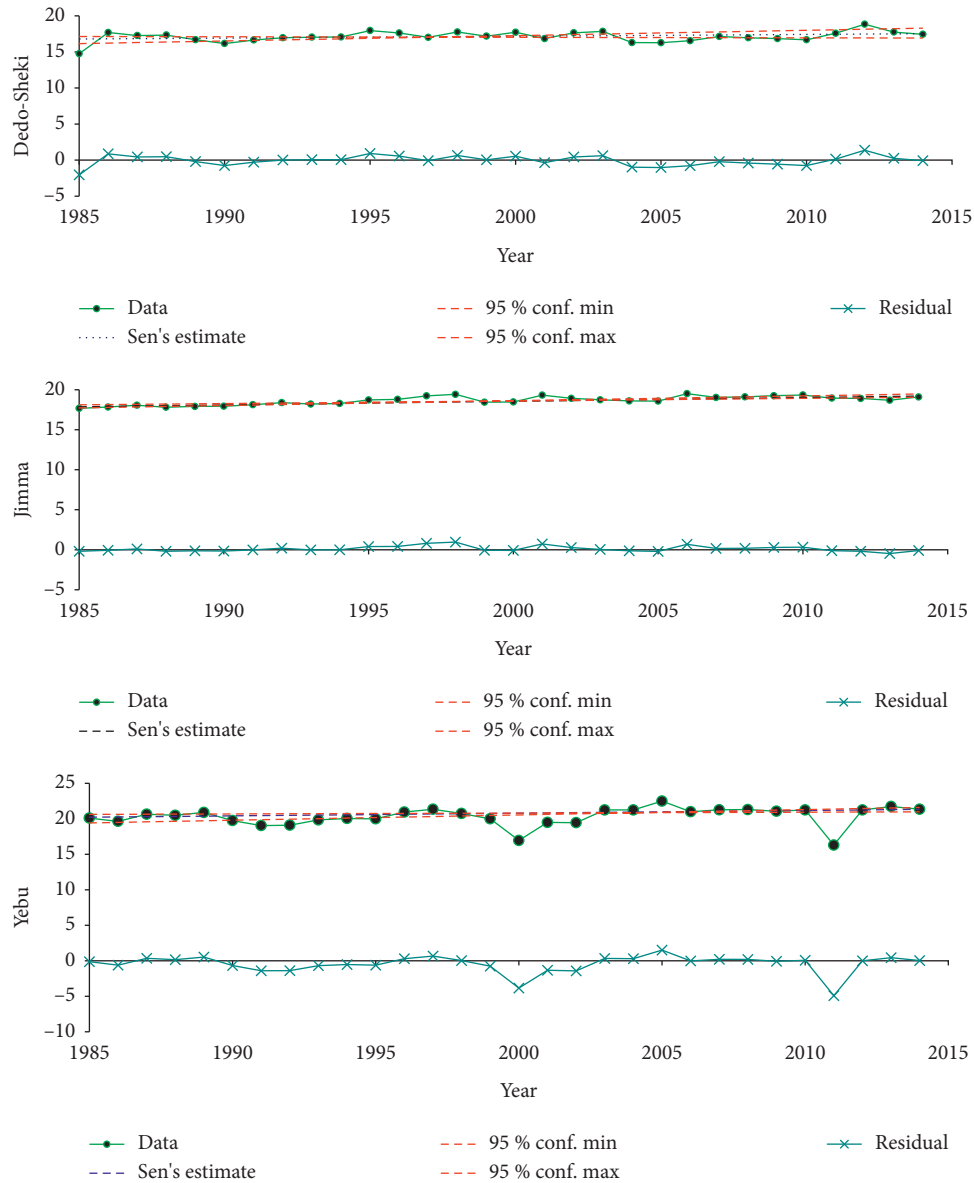 Dedo-Sheki
20
15
10
5
0
–5
1985 1990 1995 2000 2005 2010 2015
Year
Data 95 % conf. min Residual
Sen's estimate 95 % conf. max
Jimma
20
15
10
5
0
–5
1985 1990 1995 2000 2005 2010 2015
Year
Data 95 % conf. min Residual
Sen's estimate 95 % conf. max
Yebu
25
20
15
10
5
0
–5
–10
1985 1990 1995 2000 2005 2010 2015
Year
Data 95 % conf. min Residual
Sen's estimate 95 % conf. max